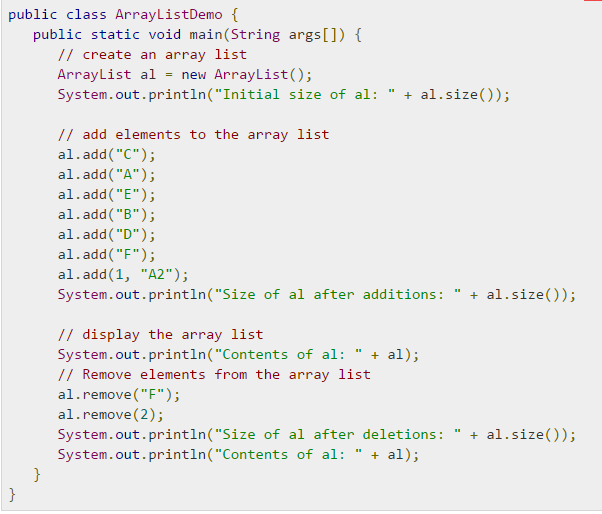 public class ArrayListDemo {
   public static void main(String args[]) {
      // create an array list
      ArrayList al = new ArrayList();
      System.out.println("Initial size of al: " + al.size());

      // add elements to the array list
      al.add("C");
      al.add("A");
      al.add("E");
      al.add("B");
      al.add("D");
      al.add("F");
      al.add(1, "A2");
      System.out.println("Size of al after additions: " + al.size());

      // display the array list
      System.out.println("Contents of al: " + al);
      // Remove elements from the array list
      al.remove("F");
      al.remove(2);
      System.out.println("Size of al after deletions: " + al.size());
      System.out.println("Contents of al: " + al);
   }
}